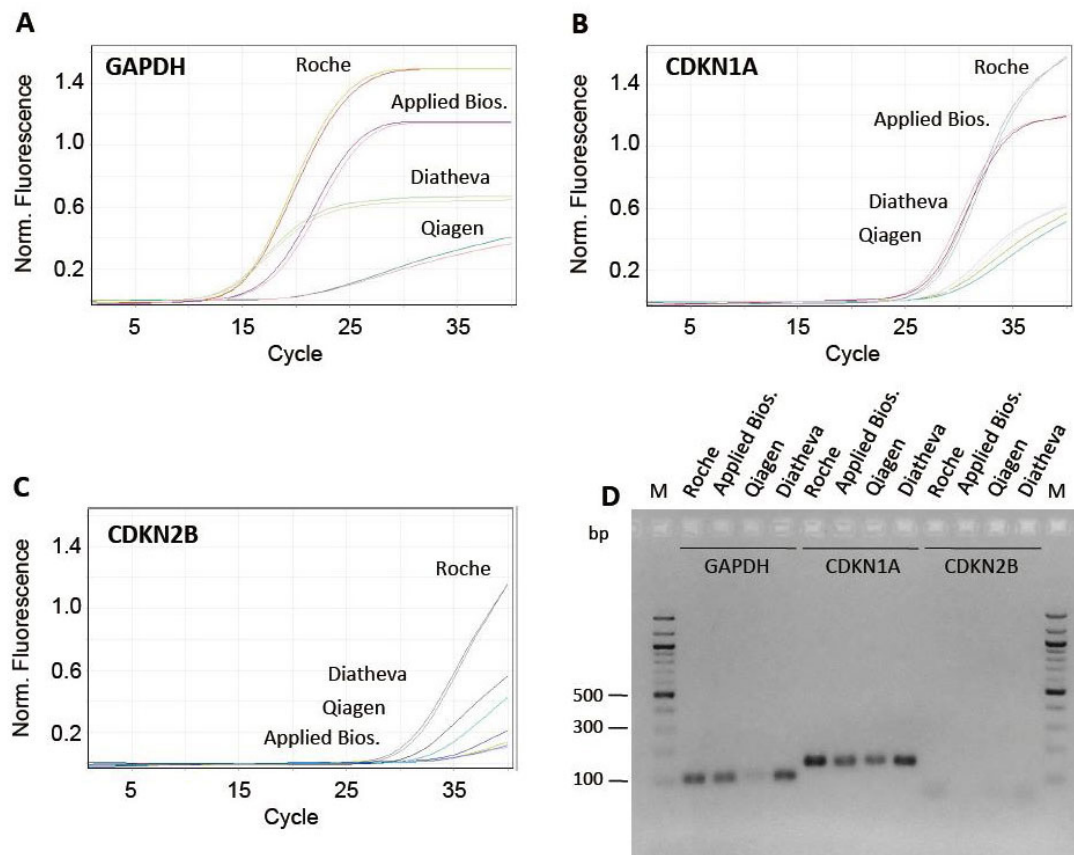 A
GAPDH
Roche
Applied Bios.
Diatheva
Qiagen
1.4
1.0
0.6
0.2
Norm. Fluorescence
5 15 25 35
Cycle
B
CDKN1A
Roche
Applied Bios.
Diatheva
Qiagen
1.4
1.0
0.6
0.2
Norm. Fluorescence
5 15 25 35
Cycle
C
CDKN2B
Roche
Diatheva
Qiagen
Applied Bios.
1.4
1.0
0.6
0.2
Norm. Fluorescence
5 15 25 35
Cycle
D
M Roche Applied Bios. Qiagen Diatheva Roche Applied Bios. Qiagen Diatheva Roche Applied Bios. Qiagen Diatheva M
bp
GAPDH CDKN1A CDKN2B
500
300
100